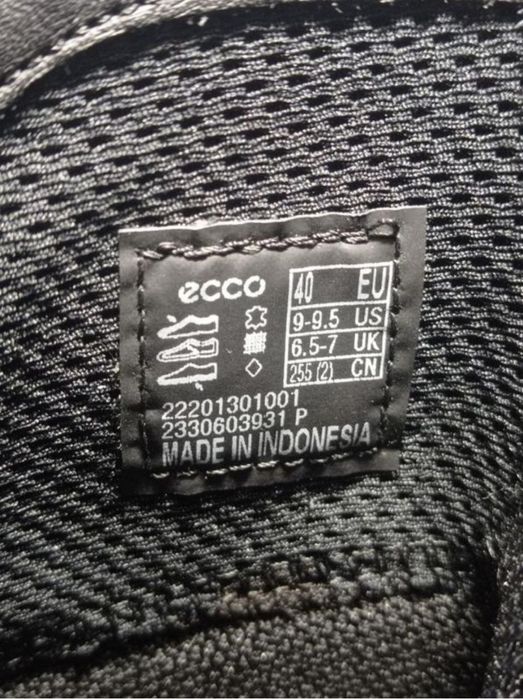 ecco
40 EU
9-9.5 US
6.5-7 UK
255 (2) CN
22201301001
2330603931 P
MADE IN INDONESIA